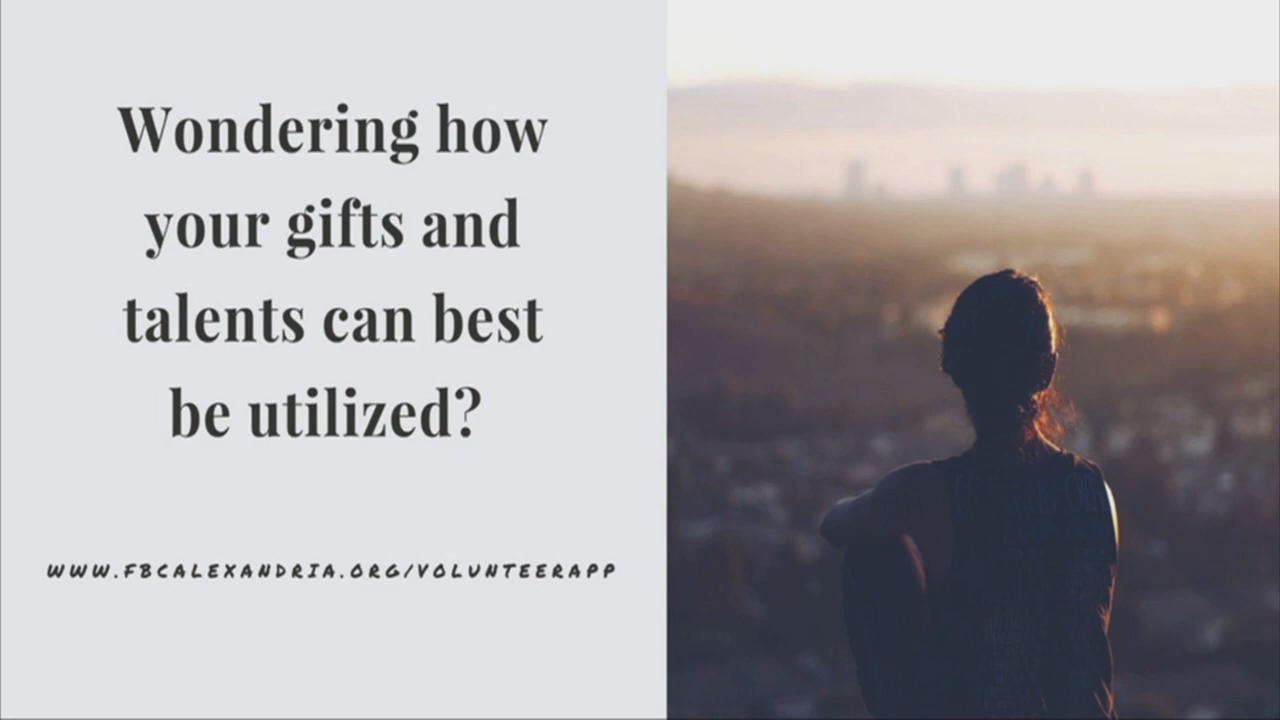 Wondering how
your gifts and
talents can best
be utilized?
WWW.FBCALEXANDRIA.ORG/VOLUNTEERAPP